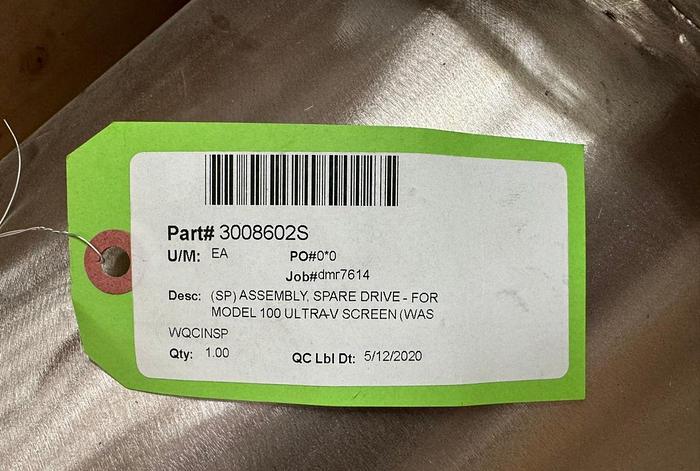 Part# 3008602S
U/M: EA PO#0*0
Job#dmr7614
Desc: (SP) ASSEMBLY, SPARE DRIVE - FOR
MODEL 100 ULTRA-V SCREEN (WAS
WQCINSP
Qty: 1.00 QC Lbl Dt: 5/12/2020